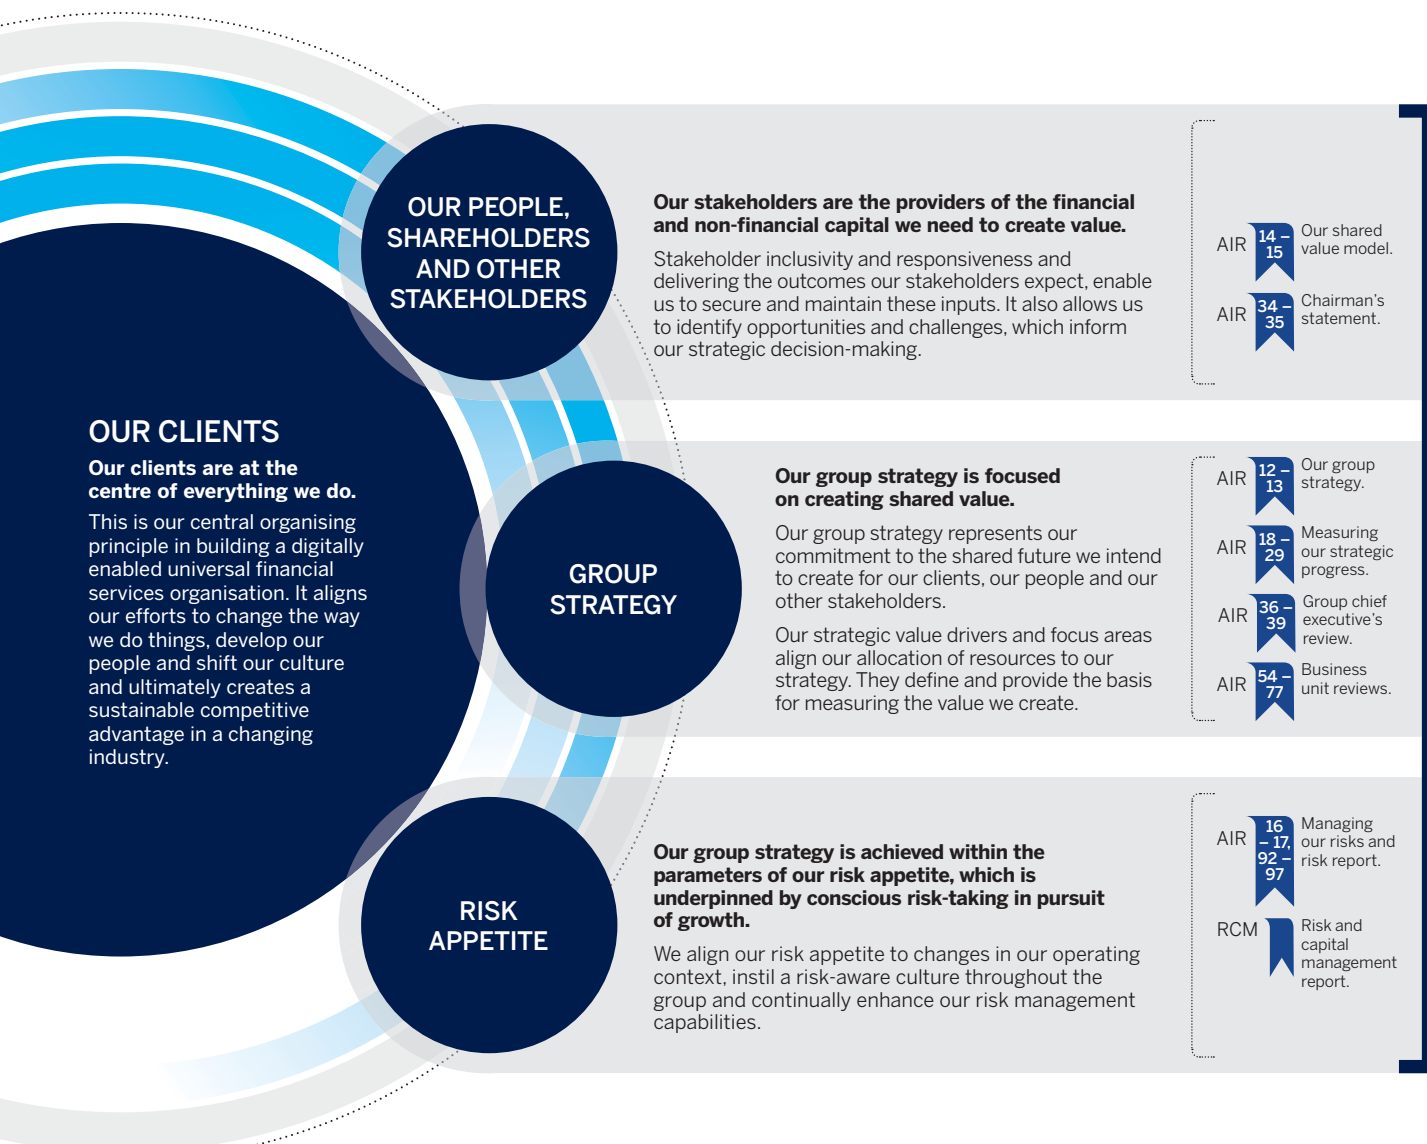 OUR CLIENTS
Our clients are at the
centre of everything we do.
This is our central organising
principle in building a digitally
enabled universal financial
services organisation. It aligns
our efforts to change the way
we do things, develop our
people and shift our culture
and ultimately creates a
sustainable competitive
advantage in a changing
industry.
OUR PEOPLE,
SHAREHOLDERS
AND OTHER
STAKEHOLDERS
Our stakeholders are the providers of the financial
and non-financial capital we need to create value.
Stakeholder inclusivity and responsiveness and
delivering the outcomes our stakeholders expect, enable
us to secure and maintain these inputs. It also allows us
to identify opportunities and challenges, which inform
our strategic decision-making.
AIR
14 –
15
Our shared
value model.
AIR
34 –
35
Chairman's
statement.
GROUP
STRATEGY
Our group strategy is focused
on creating shared value.
Our group strategy represents our
commitment to the shared future we intend
to create for our clients, our people and our
other stakeholders.
Our strategic value drivers and focus areas
align our allocation of resources to our
strategy. They define and provide the basis
for measuring the value we create.
AIR
12 –
13
Our group
strategy.
AIR
18 –
29
Measuring
our strategic
progress.
AIR
36 –
39
Group chief
executive's
review.
AIR
54 –
77
Business
unit reviews.
RISK
APPETITE
Our group strategy is achieved within the
parameters of our risk appetite, which is
underpinned by conscious risk-taking in pursuit
of growth.
We align our risk appetite to changes in our operating
context, instil a risk-aware culture throughout the
group and continually enhance our risk management
capabilities.
AIR
16
– 17,
92 –
97
Managing
our risks and
risk report.
RCM
Risk and
capital
management
report.